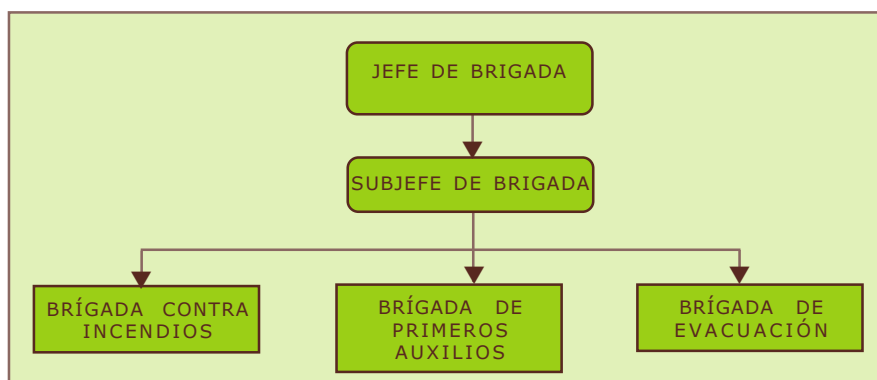 JEFE DE BRIGADA
SUBJEFE DE BRIGADA
BRÍGADA CONTRA
INCENDIOS
BRÍGADA DE
PRIMEROS
AUXILIOS
BRÍGADA DE
EVACUACIÓN